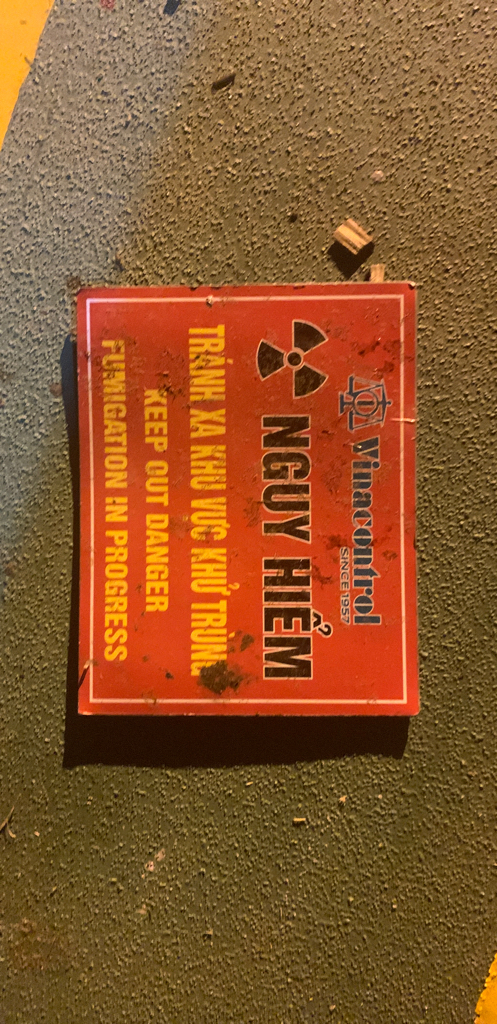 Vinacontrol
SINCE 1957
NGUY HIỂM
TRÁNH XA KHU VỰC KHỬ TRÙNG
KEEP OUT DANGER
FUMIGATION IN PROGRESS